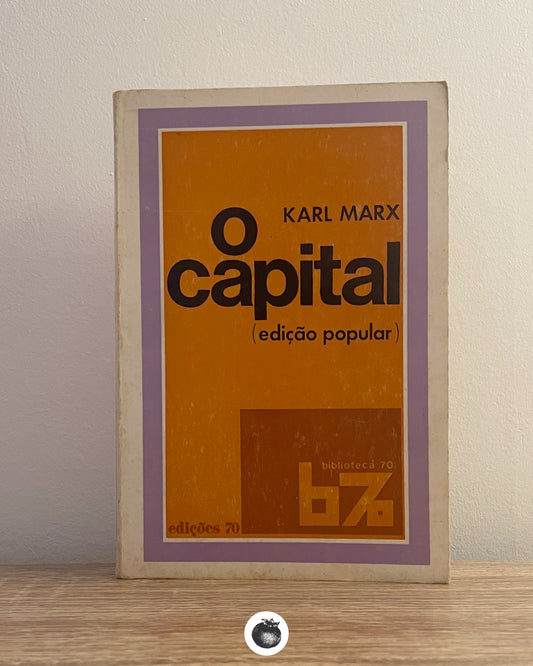 KARL MARX
o
capital
(edição popular)
biblioteca 70
b70
edições 70